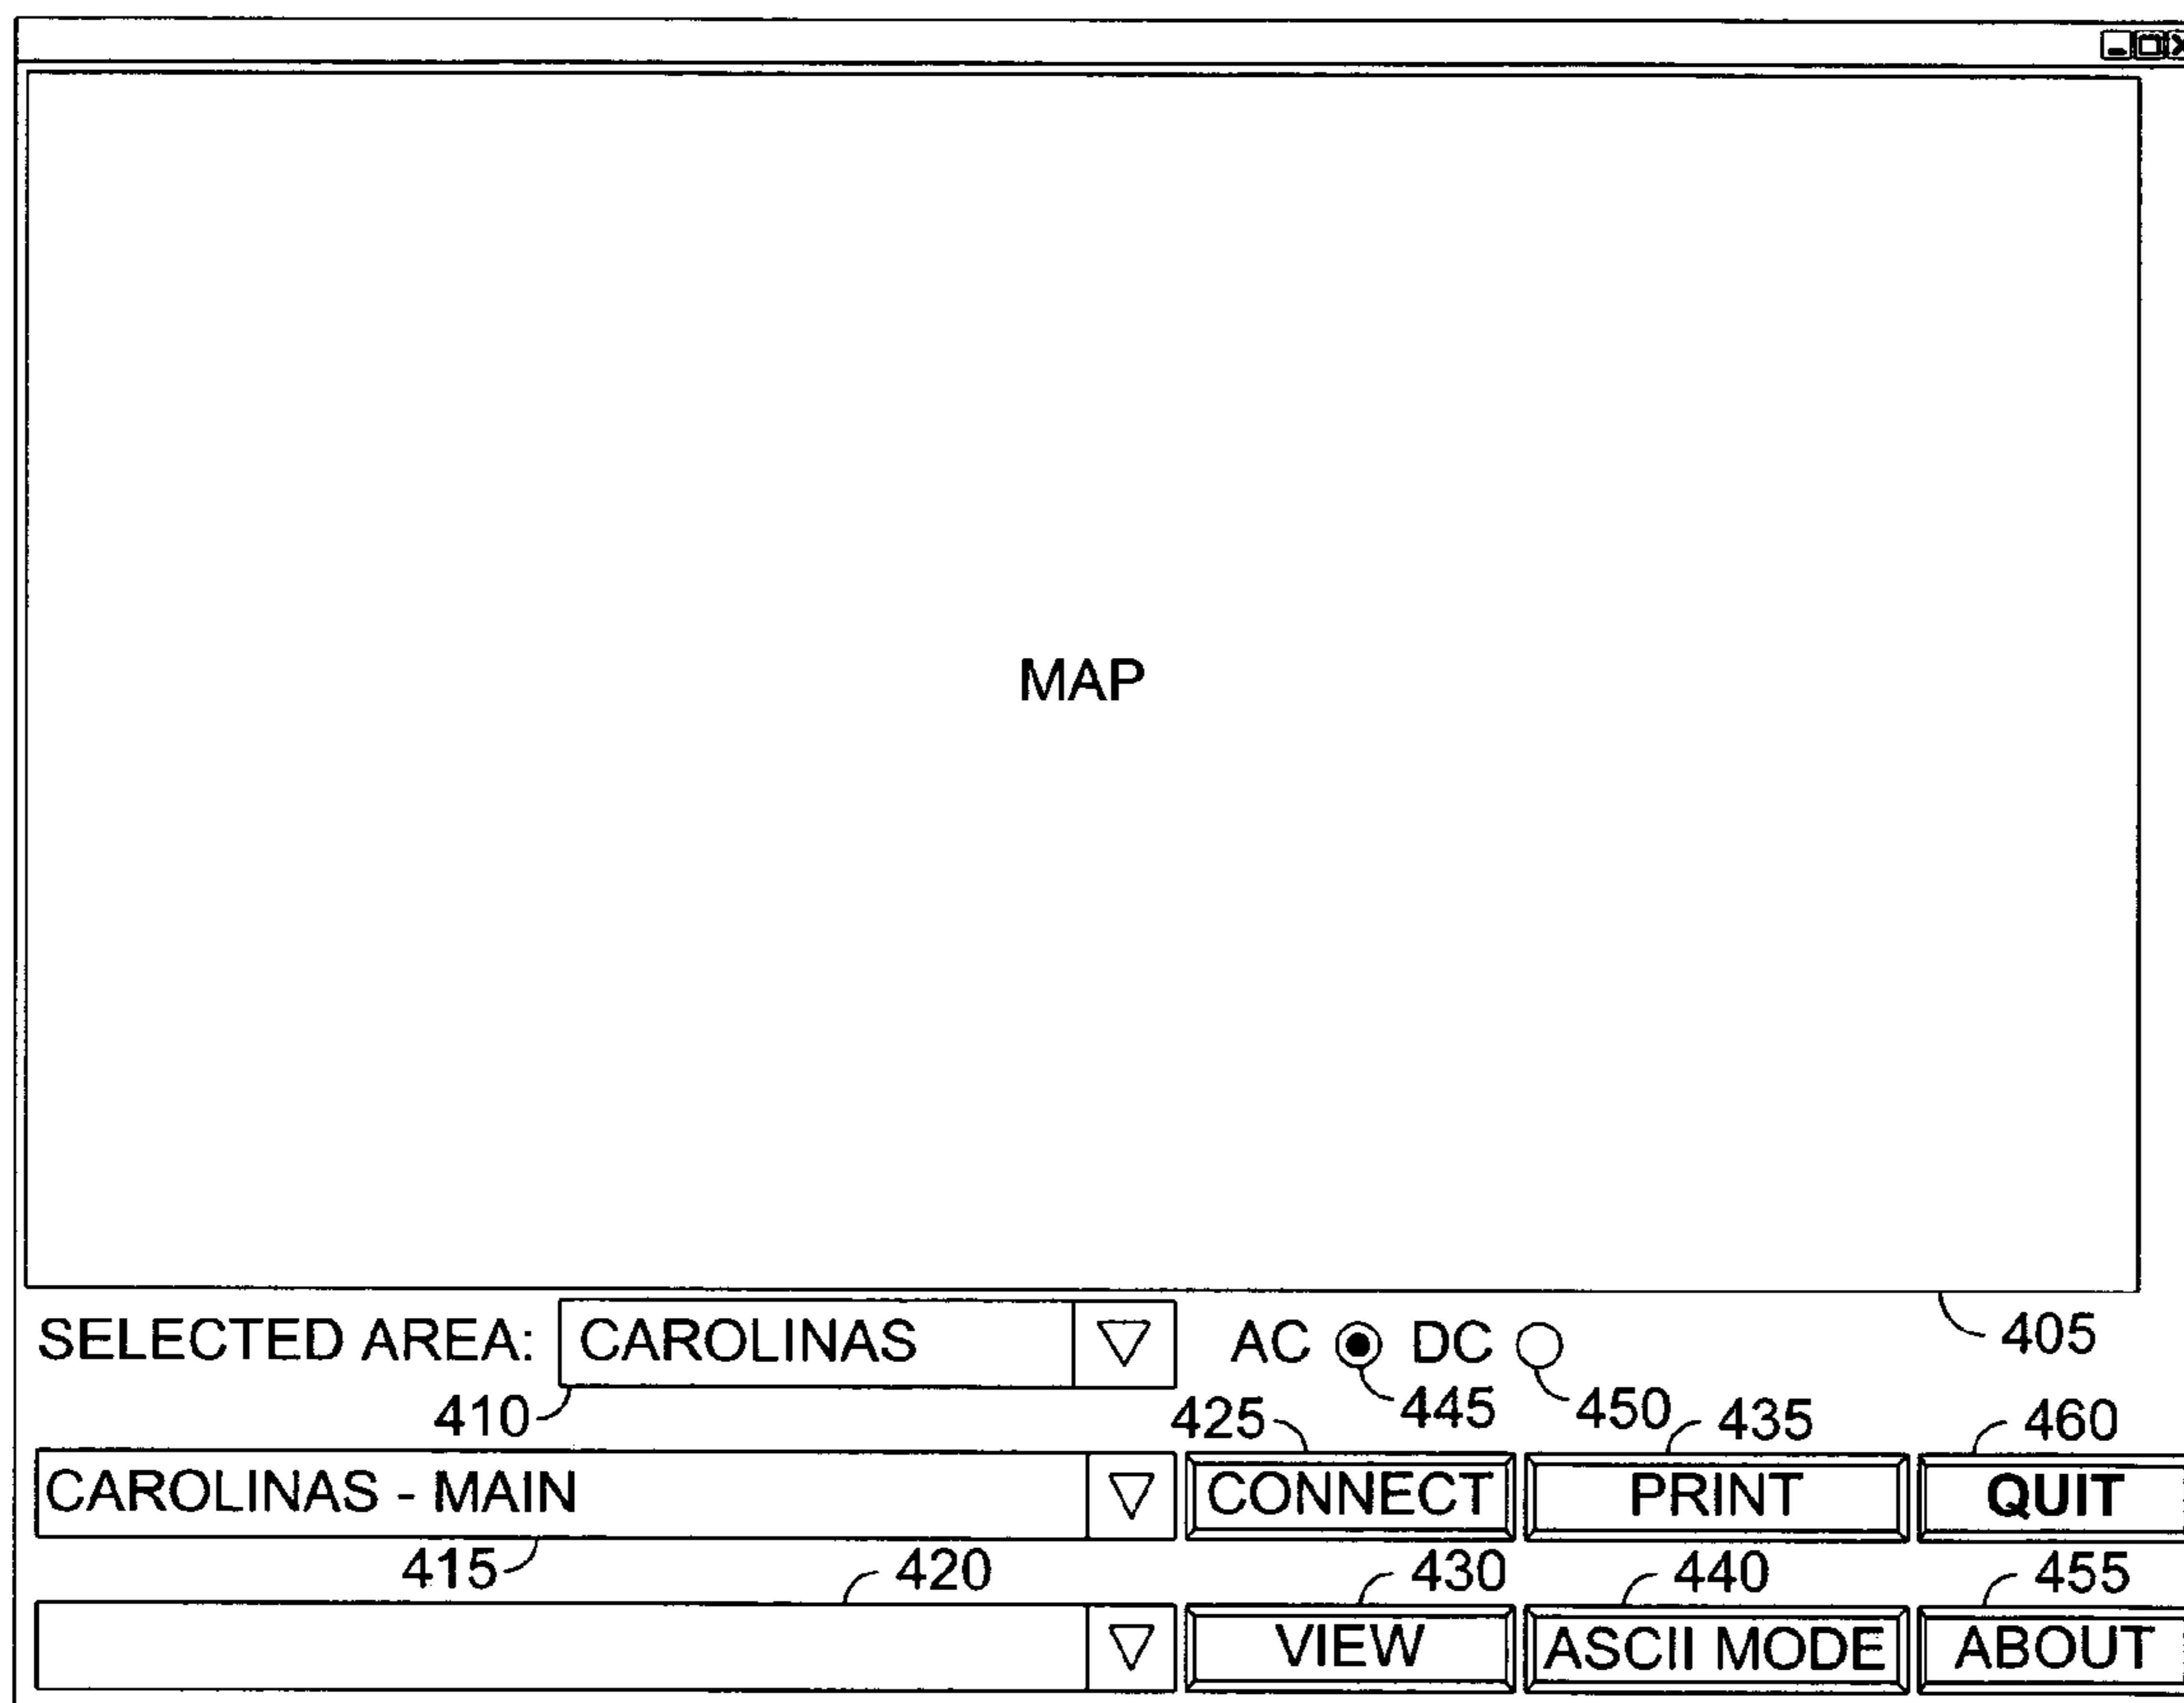 MAP
SELECTED AREA: CAROLINAS AC DC 405
410 425 445 450 435 460
CAROLINAS - MAIN CONNECT PRINT QUIT
415 420 430 440 455
VIEW ASCII MODE ABOUT